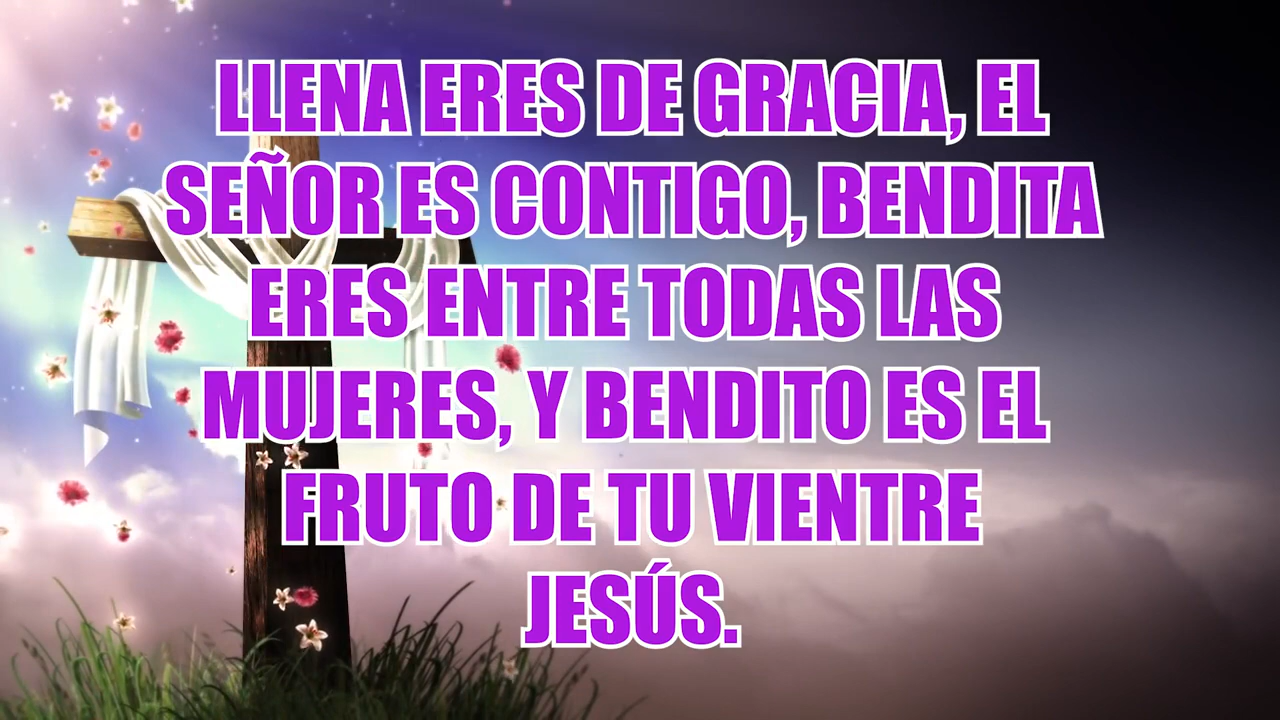 LLENA ERES DE GRACIA, EL
SEÑOR ES CONTIGO, BENDITA
ERES ENTRE TODAS LAS
MUJERES, Y BENDITO ES EL
FRUTO DE TU VIENTRE
JESÚS.